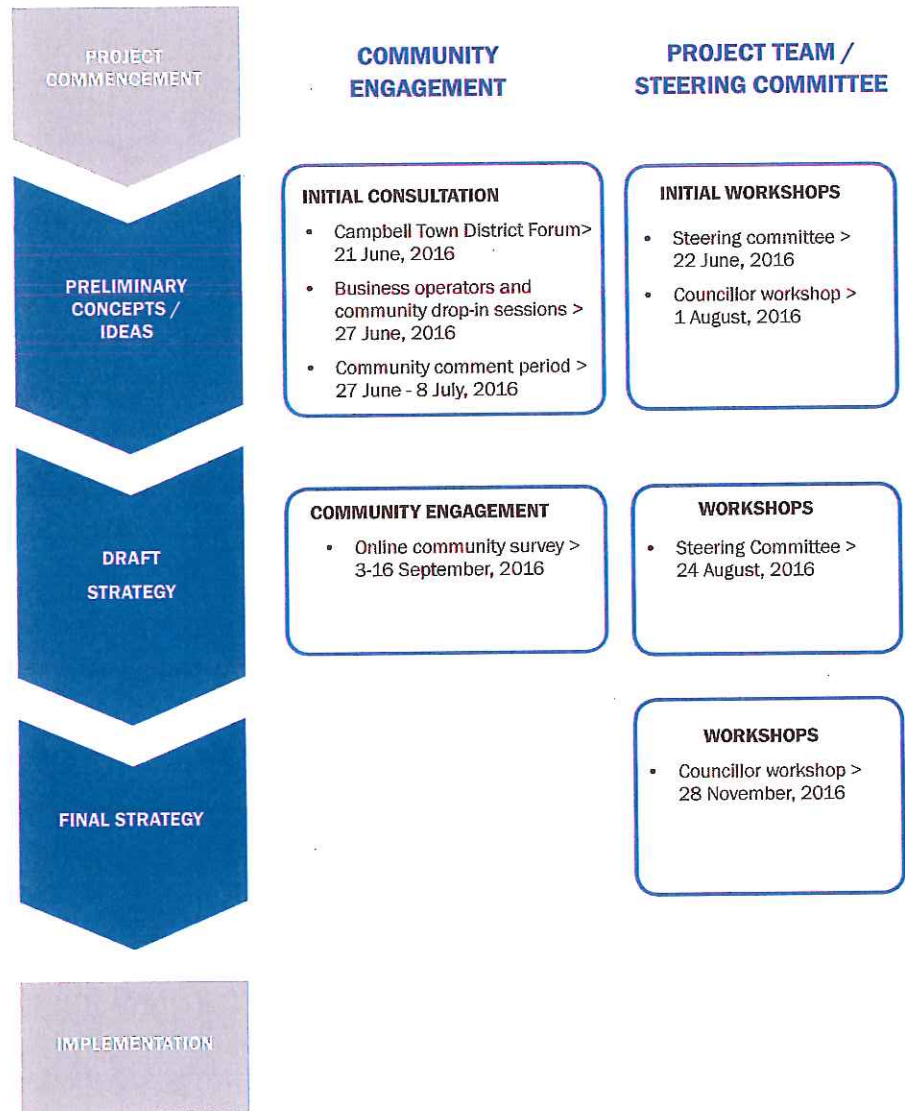 PROJECT
COMMENCEMENT
COMMUNITY
ENGAGEMENT
PROJECT TEAM /
STEERING COMMITTEE
PRELIMINARY
CONCEPTS /
IDEAS
INITIAL CONSULTATION
• Campbell Town District Forum>
21 June, 2016
• Business operators and
community drop-in sessions >
27 June, 2016
• Community comment period >
27 June - 8 July, 2016
INITIAL WORKSHOPS
• Steering committee >
22 June, 2016
• Councillor workshop >
1 August, 2016
DRAFT
STRATEGY
COMMUNITY ENGAGEMENT
• Online community survey >
3-16 September, 2016
WORKSHOPS
• Steering Committee >
24 August, 2016
FINAL STRATEGY
WORKSHOPS
• Councillor workshop >
28 November, 2016
IMPLEMENTATION